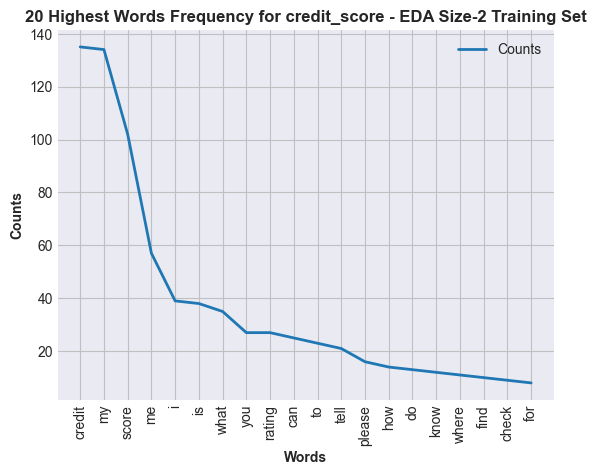 20 Highest Words Frequency for credit_score - EDA Size-2 Training Set
Counts
140
120
100
80
60
40
20
Counts
credit
my
score
me
i
is
what
you
rating
can
to
tell
please
how
do
know
where
find
check
for
Words